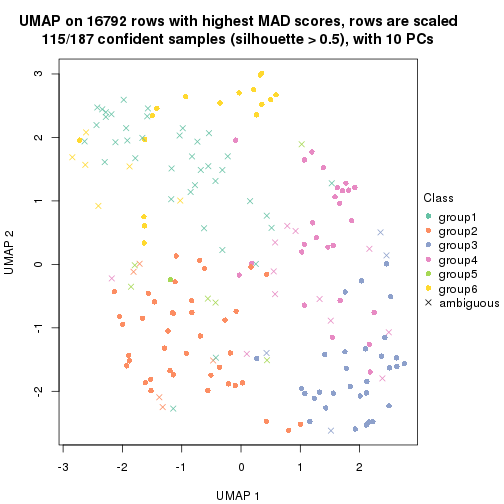 UMAP on 16792 rows with highest MAD scores, rows are scaled
115/187 confident samples (silhouette > 0.5), with 10 PCs
3
2
1
0
-1
-2
UMAP 2
-3
-2
-1
0
1
2
UMAP 1
Class
group1
group2
group3
group4
group5
group6
ambiguous